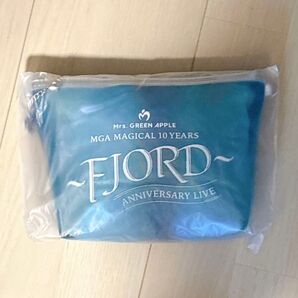 Mrs. GREEN APPLE
MGA MAGICAL 10 YEARS
~FJORD~
ANNIVERSARY LIVE